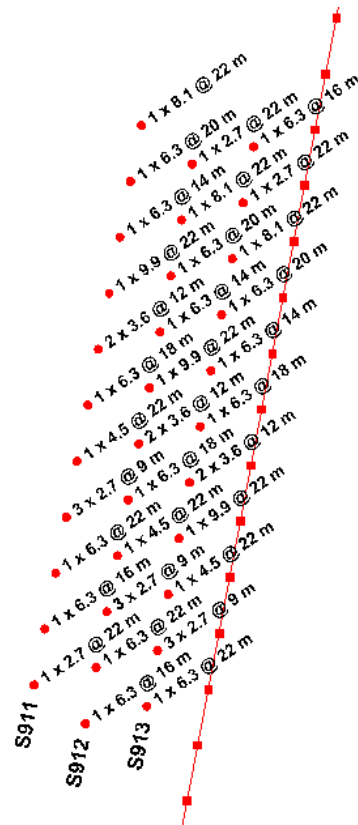 1 x 8.1 @ 22 m
1 x 6.3 @ 20 m
1 x 6.3 @ 14 m
1 x 9.9 @ 22 m
2 x 3.6 @ 12 m
1 x 6.3 @ 18 m
1 x 4.5 @ 22 m
3 x 2.7 @ 9 m
1 x 6.3 @ 22 m
1 x 6.3 @ 16 m
1 x 2.7 @ 22 m
S911
1 x 2.7 @ 22 m
1 x 8.1 @ 22 m
1 x 6.3 @ 20 m
1 x 6.3 @ 14 m
1 x 9.9 @ 22 m
2 x 3.6 @ 12 m
1 x 6.3 @ 18 m
1 x 4.5 @ 22 m
3 x 2.7 @ 9 m
1 x 6.3 @ 22 m
1 x 6.3 @ 16 m
S912
1 x 6.3 @ 16 m
1 x 2.7 @ 22 m
1 x 8.1 @ 22 m
1 x 6.3 @ 20 m
1 x 6.3 @ 14 m
1 x 6.3 @ 18 m
2 x 3.6 @ 12 m
1 x 9.9 @ 22 m
1 x 4.5 @ 22 m
3 x 2.7 @ 9 m
1 x 6.3 @ 22 m
S913